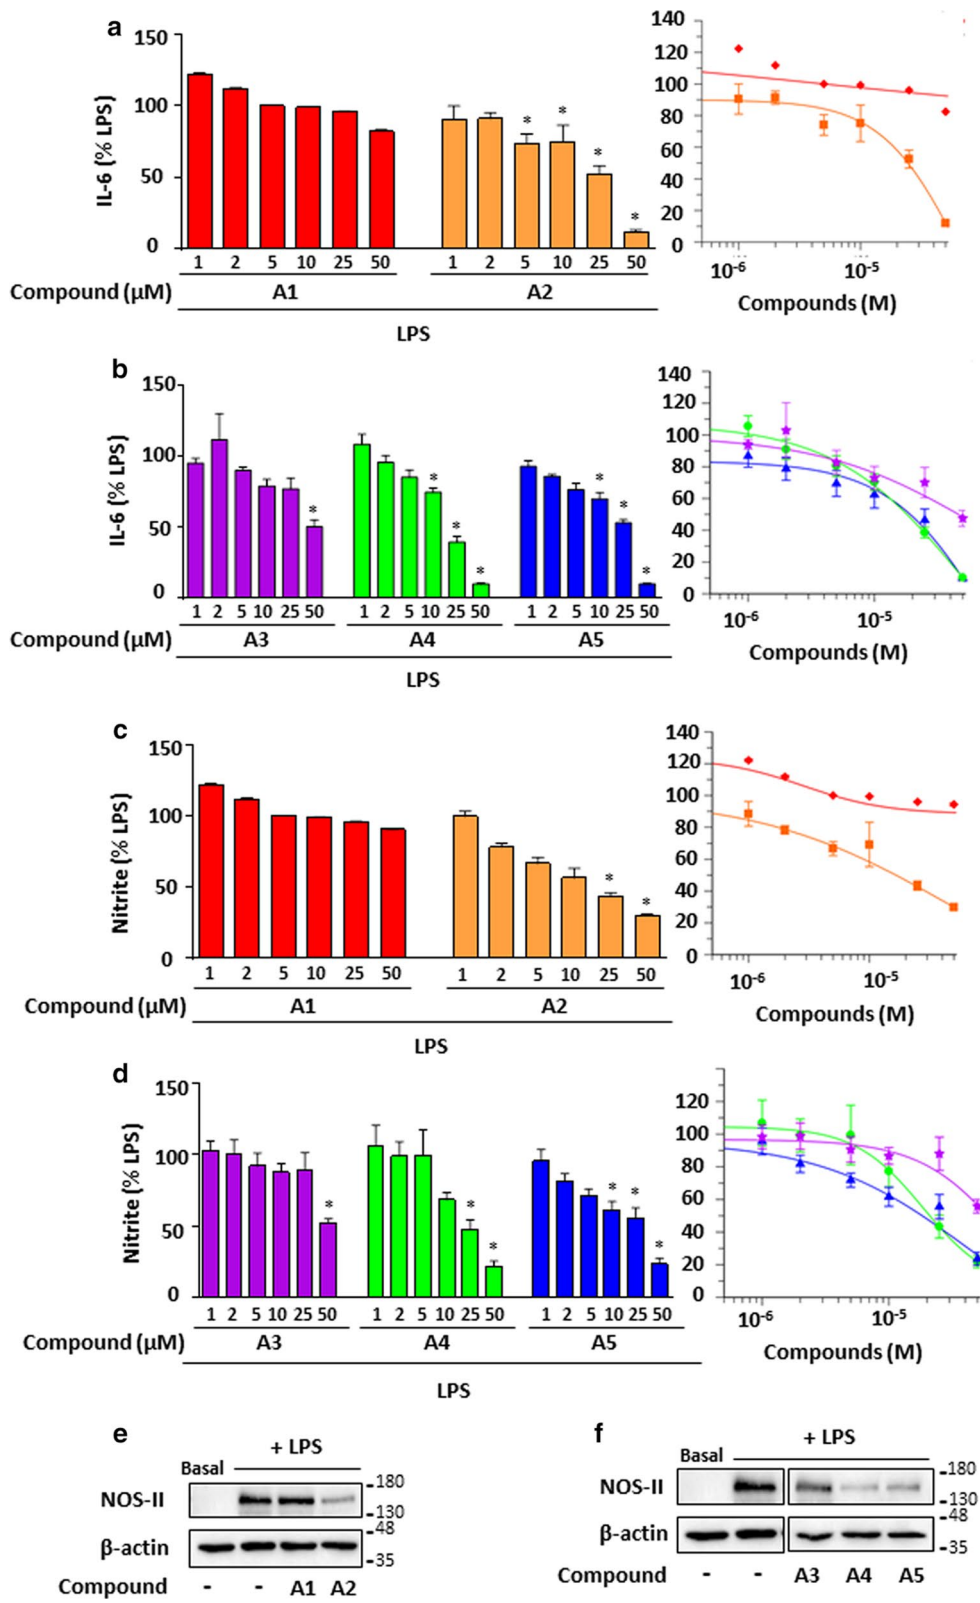 a
150
100
50
0
IL-6 (% LPS)
* * * *
1 2 5 10 25 50 1 2 5 10 25 50
Compound (µM) A1 A2
LPS
140
120
100
80
60
40
20
0
10-6 10-5
Compounds (M)
b
150
100
50
0
IL-6 (% LPS)
* * * * * * *
1 2 5 10 25 50 1 2 5 10 25 50 1 2 5 10 25 50
Compound (µM) A3 A4 A5
LPS
140
120
100
80
60
40
20
0
10-6 10-5
Compounds (M)
c
150
100
50
0
Nitrite (% LPS)
* *
1 2 5 10 25 50 1 2 5 10 25 50
Compound (µM) A1 A2
LPS
140
120
100
80
60
40
20
0
10-6 10-5
Compounds (M)
d
150
100
50
0
Nitrite (% LPS)
* * * * * *
1 2 5 10 25 50 1 2 5 10 25 50 1 2 5 10 25 50
Compound (µM) A3 A4 A5
LPS
120
100
80
60
40
20
0
10-6 10-5
Compounds (M)
e
+ LPS
Basal
NOS-II
-180
-130
β-actin
-48
-35
Compound - - A1 A2
f
+ LPS
Basal
NOS-II
-180
-130
β-actin
-48
-35
Compound - - A3 A4 A5